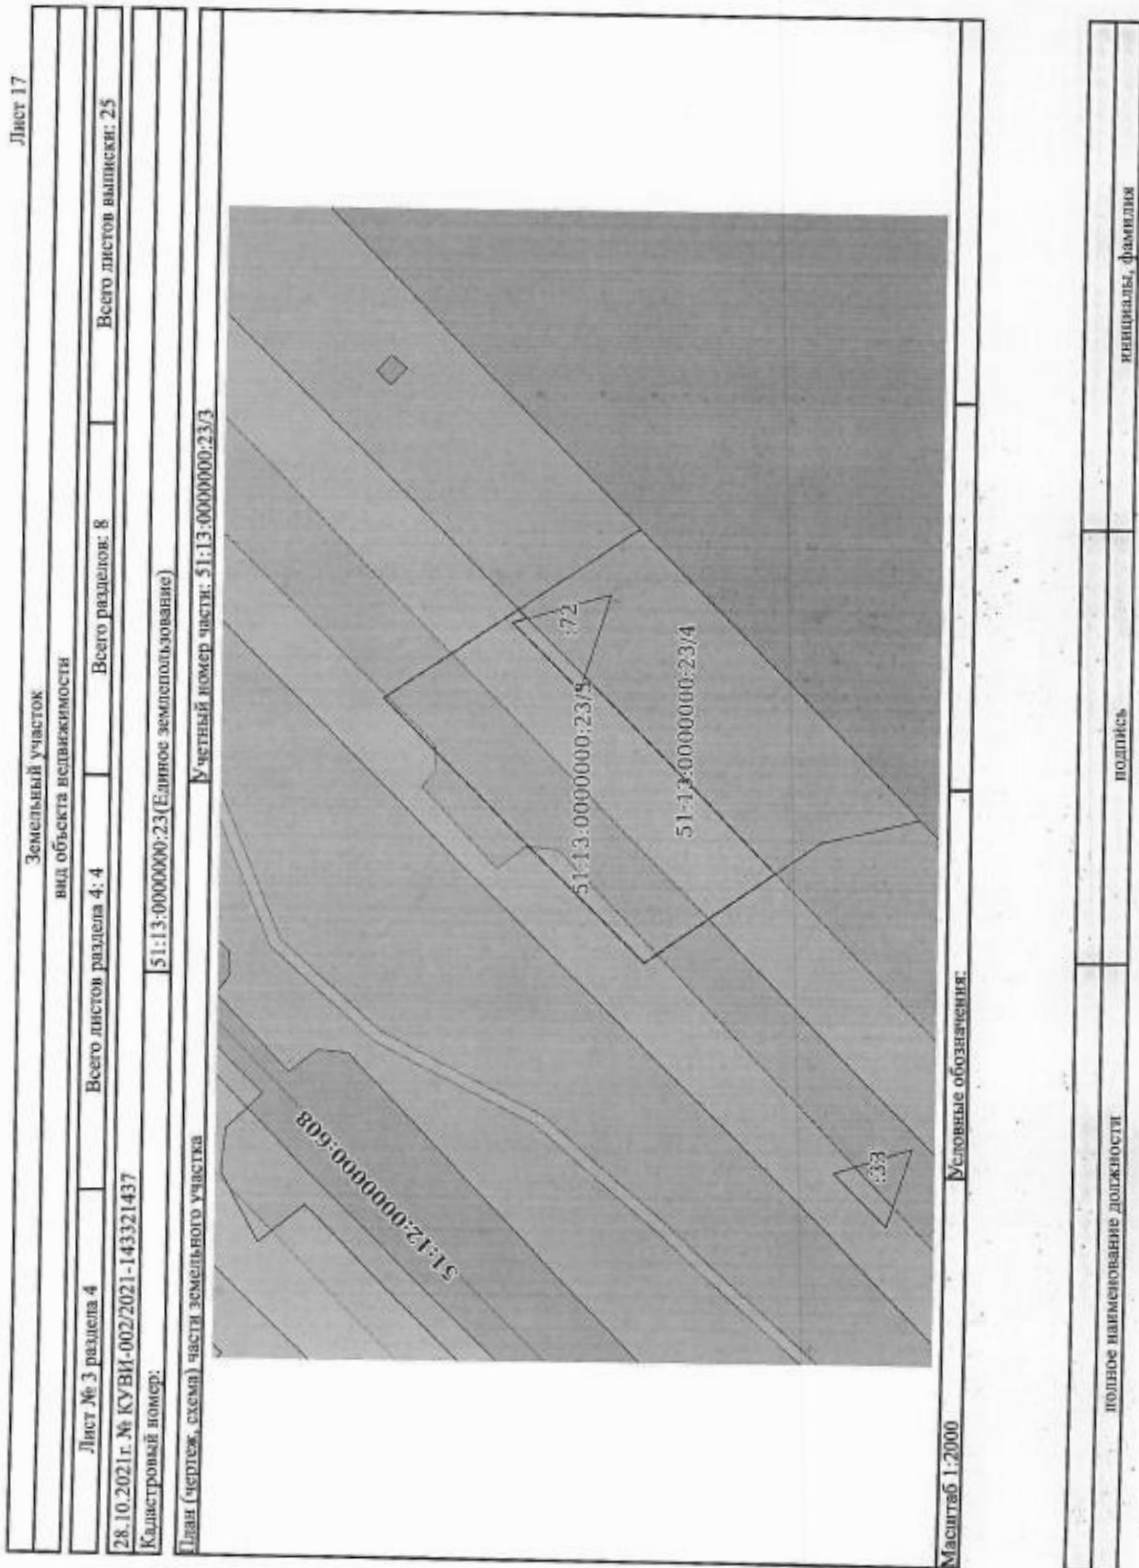 Лист 17
Земельный участок
вид объекта недвижимости
Лист № 3 раздела 4 Всего листов раздела 4: 4 Всего разделов: 8 Всего листов выписки: 25
28.10.2021г. № КУВИ-002/2021-143321437
Кадастровый номер: 51:13:0000000:23(Единое землепользование)
План (чертеж, схема) части земельного участка Учетный номер части: 51:13:0000000:23/3
:72
51:13:0000000:23/3
51:13:0000000:23/4
51:12:0000000:608
:33
Масштаб 1:2000 Условные обозначения:
полное наименование должности подпись инициалы, фамилия